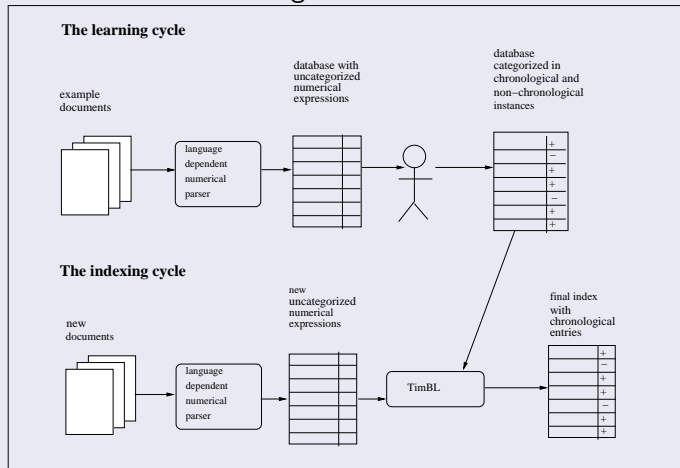 The learning cycle
example
documents
language
dependent
numerical
parser
database with
uncategorized
numerical
expressions
database
categorized in
chronological and
non−chronological
instances
+
−
+
+
−
+
+
The indexing cycle
new
documents
language
dependent
numerical
parser
new
uncategorized
numerical
expressions
TimBL
final index
with
chronological
entries
+
−
+
+
−
+
+